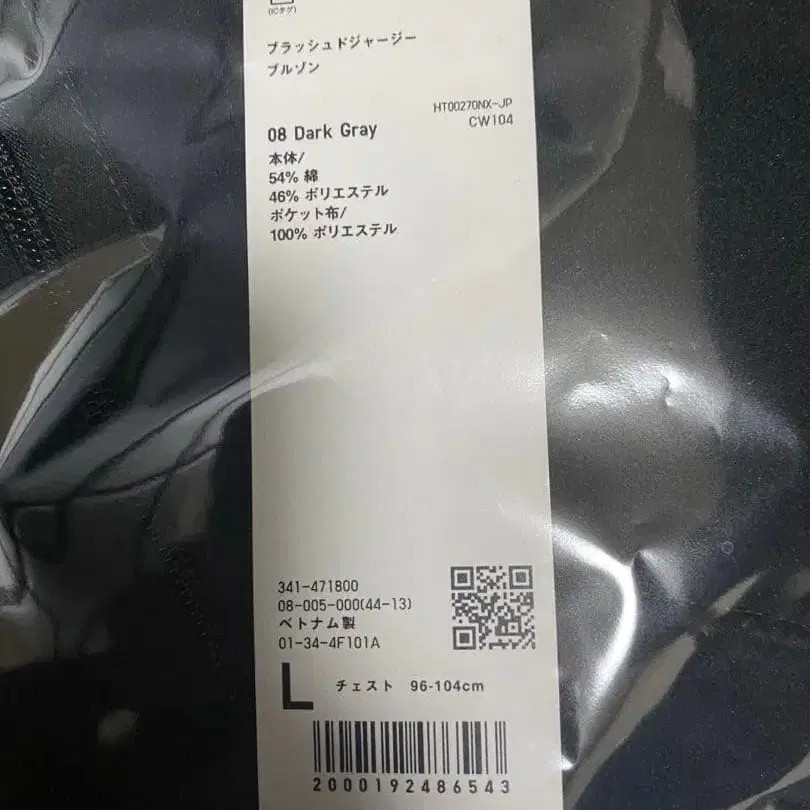 (ICタグ)
ブラッシュドジャージー
ブルゾン
HT00270NX-JP
CW104
08 Dark Gray
本体/
54% 綿
46% ポリエステル
ポケット布/
100% ポリエステル
341-471800
08-005-000(44-13)
ベトナム製
01-34-4F101A
L チェスト 96-104cm
2000192486543